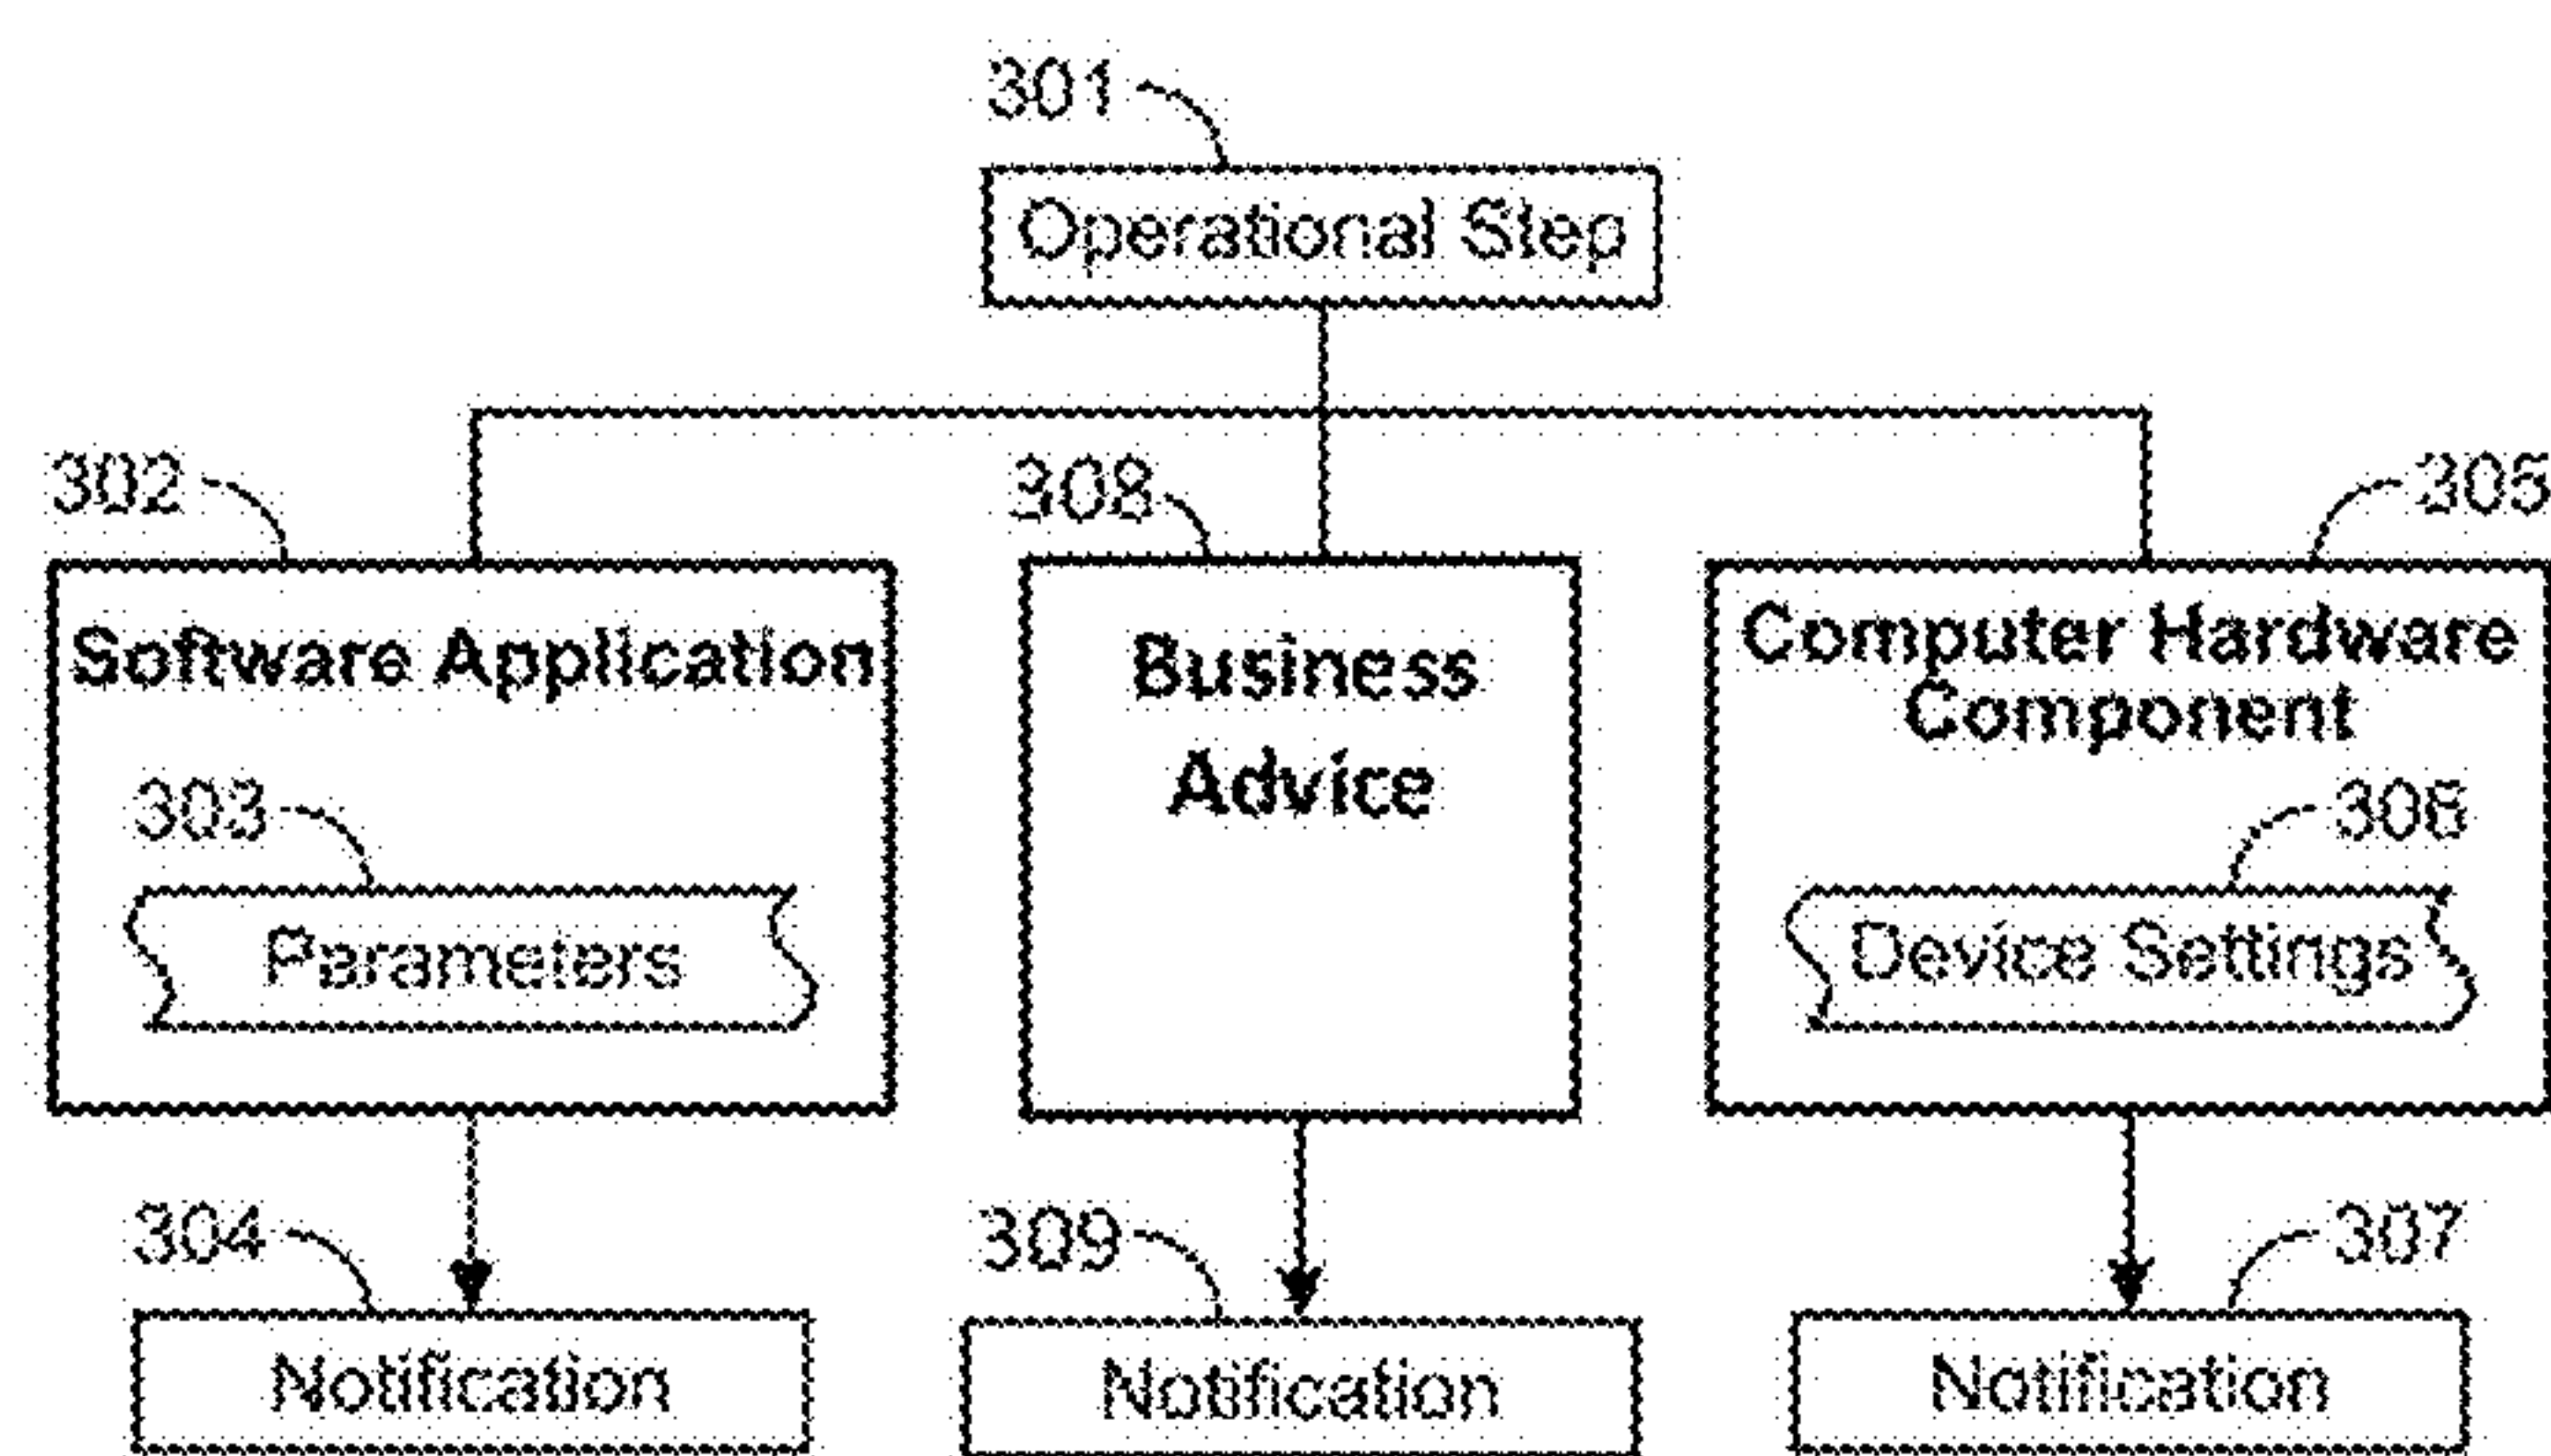 301
Operational Step
302
308
305
Software Application
Business
Advice
Computer Hardware
Component
303
306
Parameters
Device Settings
304
309
307
Notification
Notification
Notification